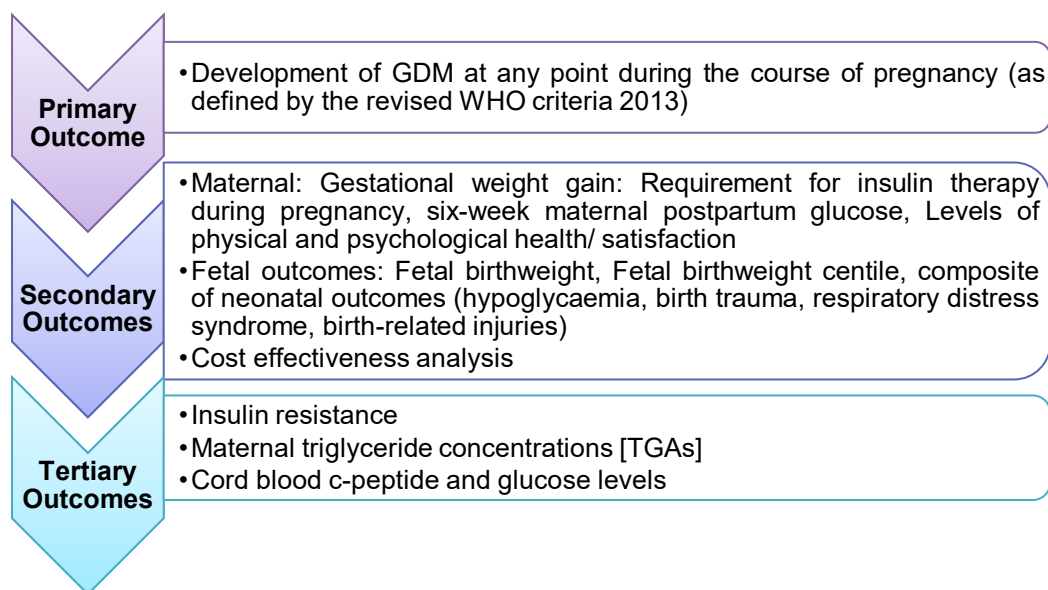 Primary
Outcome
•Development of GDM at any point during the course of pregnancy (as
defined by the revised WHO criteria 2013)
Secondary
Outcomes
•Maternal: Gestational weight gain: Requirement for insulin therapy
during pregnancy, six-week maternal postpartum glucose, Levels of
physical and psychological health/ satisfaction
•Fetal outcomes: Fetal birthweight, Fetal birthweight centile, composite
of neonatal outcomes (hypoglycaemia, birth trauma, respiratory distress
syndrome, birth-related injuries)
•Cost effectiveness analysis
Tertiary
Outcomes
•Insulin resistance
•Maternal triglyceride concentrations [TGAs]
•Cord blood c-peptide and glucose levels